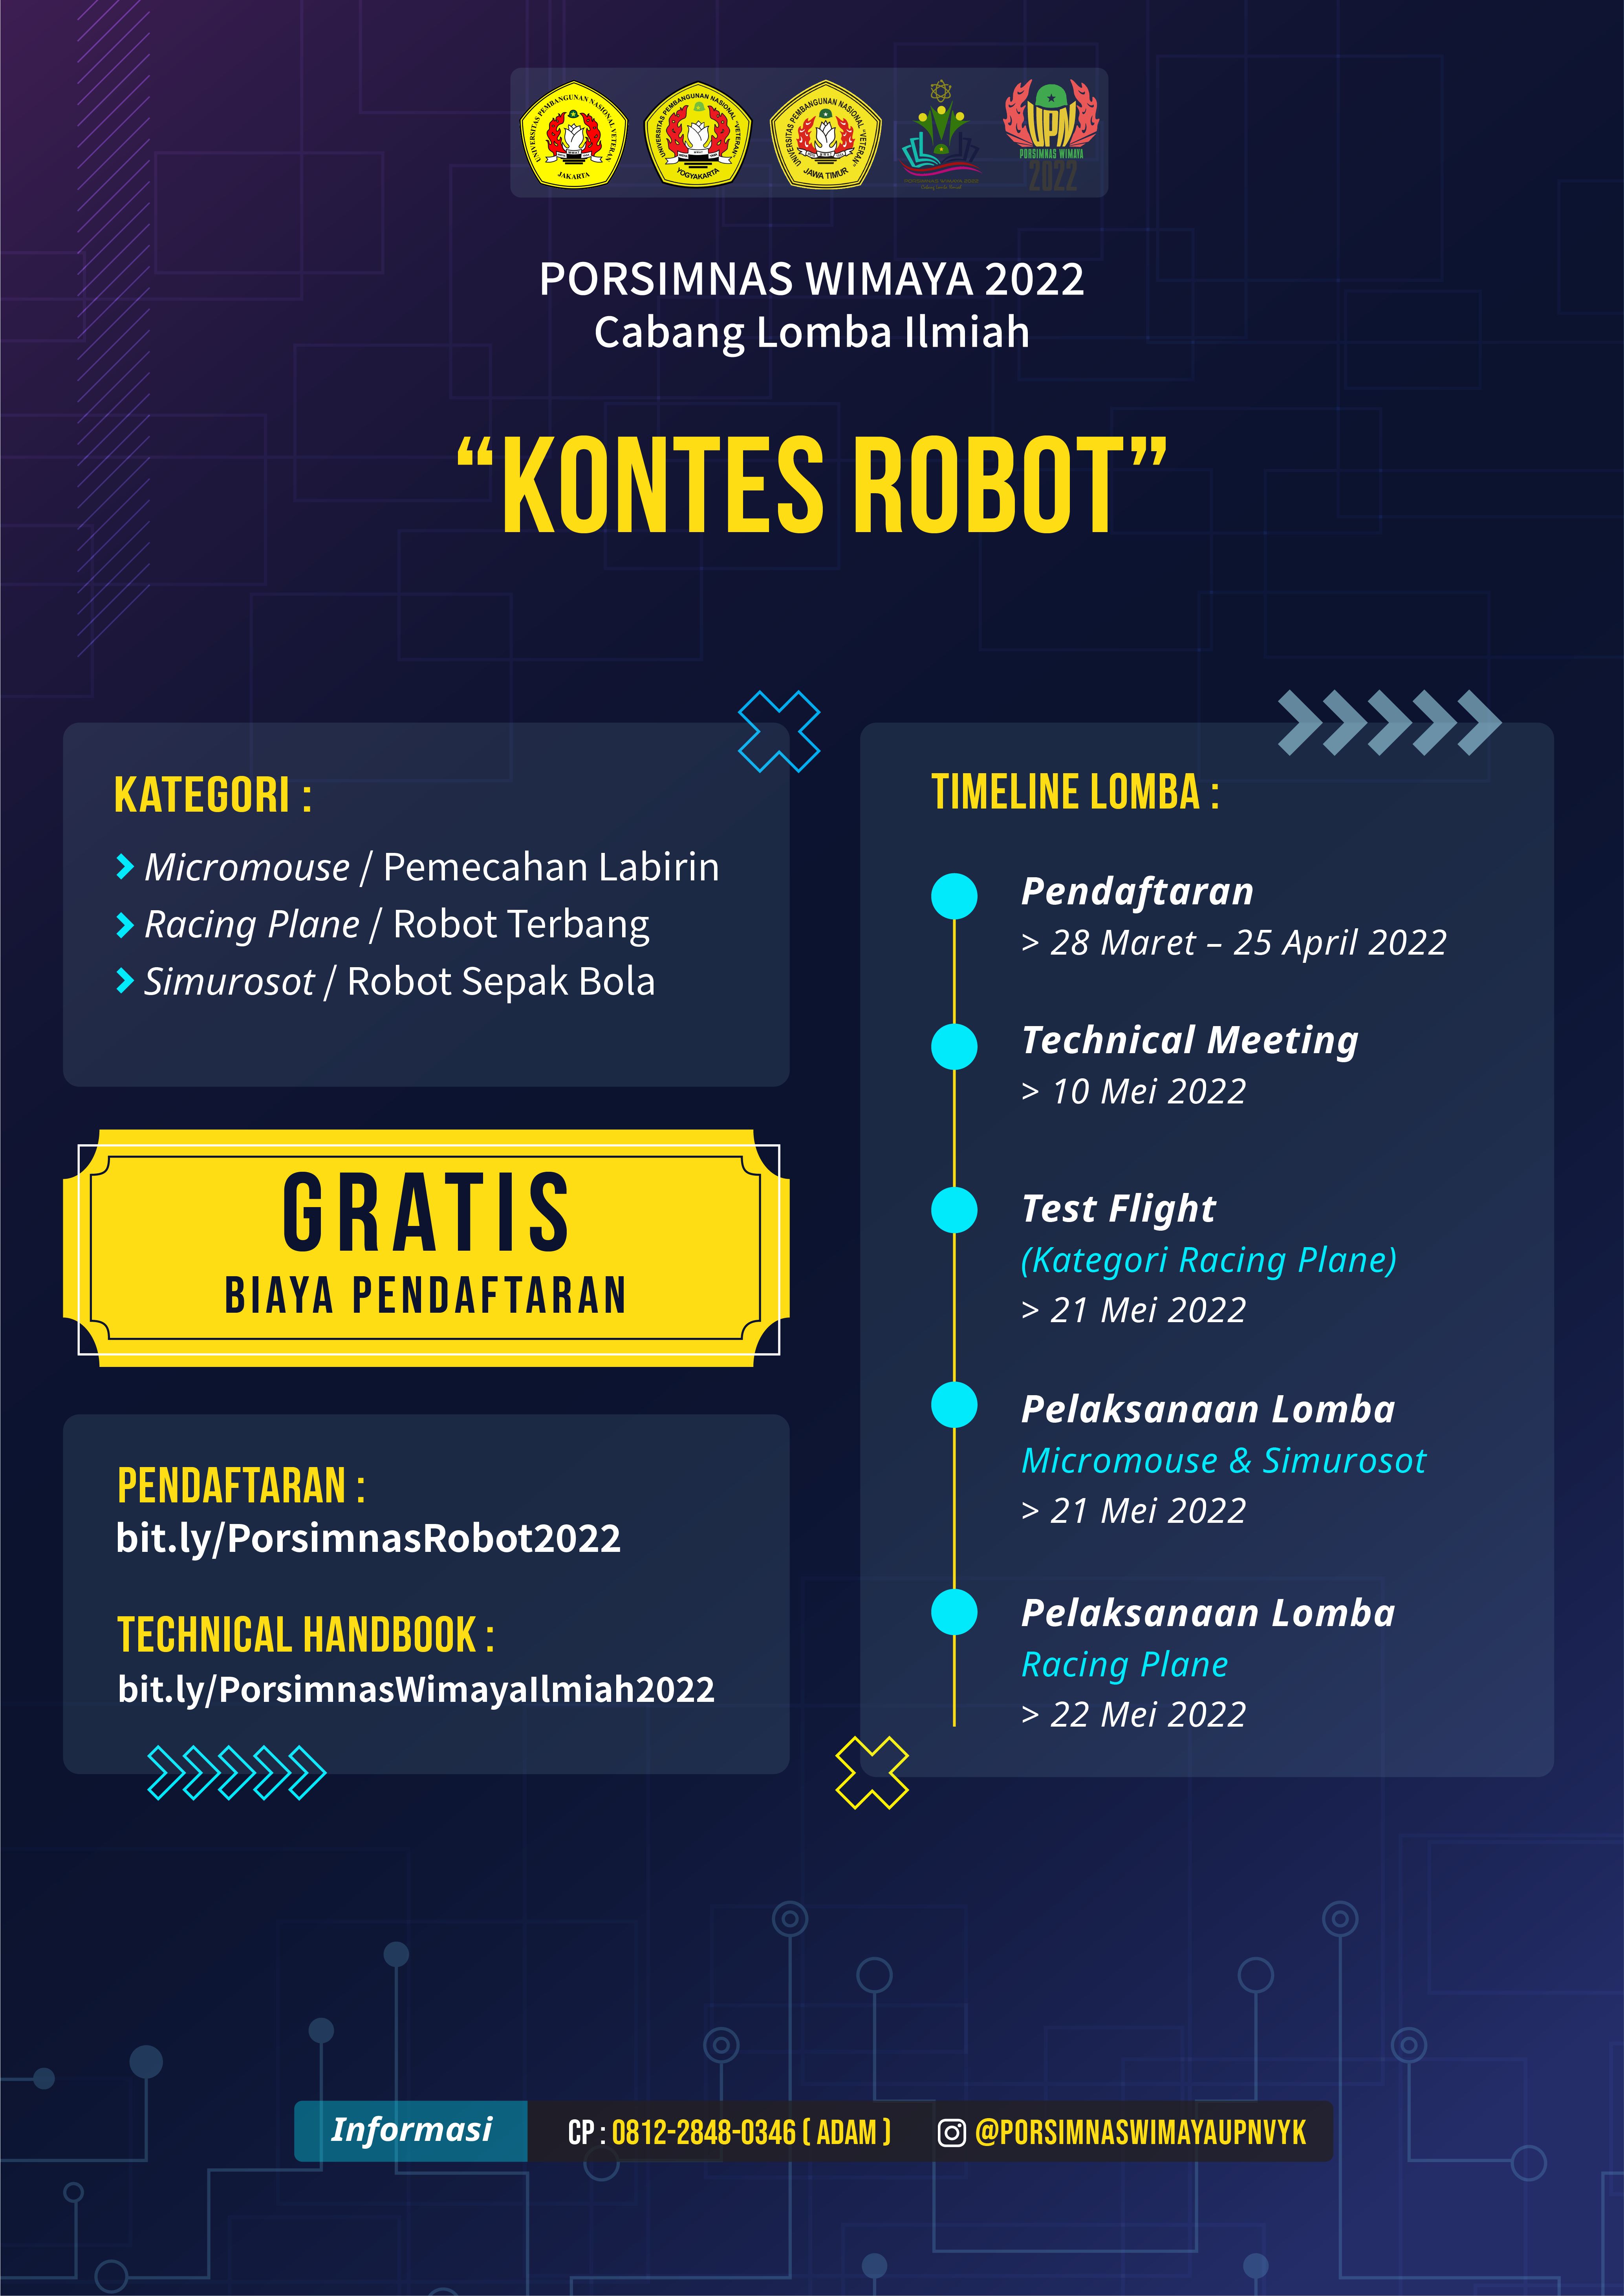 UNIVERSITAS PEMBANGUNAN NASIONAL VETERAN
JAKARTA
UNIVERSITAS PEMBANGUNAN NASIONAL "VETERAN"
YOGYAKARTA
UNIVERSITAS PEMBANGUNAN NASIONAL "VETERAN"
JAWA TIMUR
UPN
PORSIMNAS WIMAYA
2022
PORSIMNAS WIMAYA 2022
Cabang Lomba Ilmiah
“KONTES ROBOT”
KATEGORI :
Micromouse / Pemecahan Labirin
Racing Plane / Robot Terbang
Simurosot / Robot Sepak Bola
GRATIS
BIAYA PENDAFTARAN
PENDAFTARAN :
bit.ly/PorsimnasRobot2022
TECHNICAL HANDBOOK :
bit.ly/PorsimnasWimayaIlmiah2022
TIMELINE LOMBA :
Pendaftaran
> 28 Maret – 25 April 2022
Technical Meeting
> 10 Mei 2022
Test Flight
(Kategori Racing Plane)
> 21 Mei 2022
Pelaksanaan Lomba
Micromouse & Simurosot
> 21 Mei 2022
Pelaksanaan Lomba
Racing Plane
> 22 Mei 2022
Informasi
CP : 0812-2848-0346 ( ADAM )
@PORSIMNASWIMAYAUPNVYK